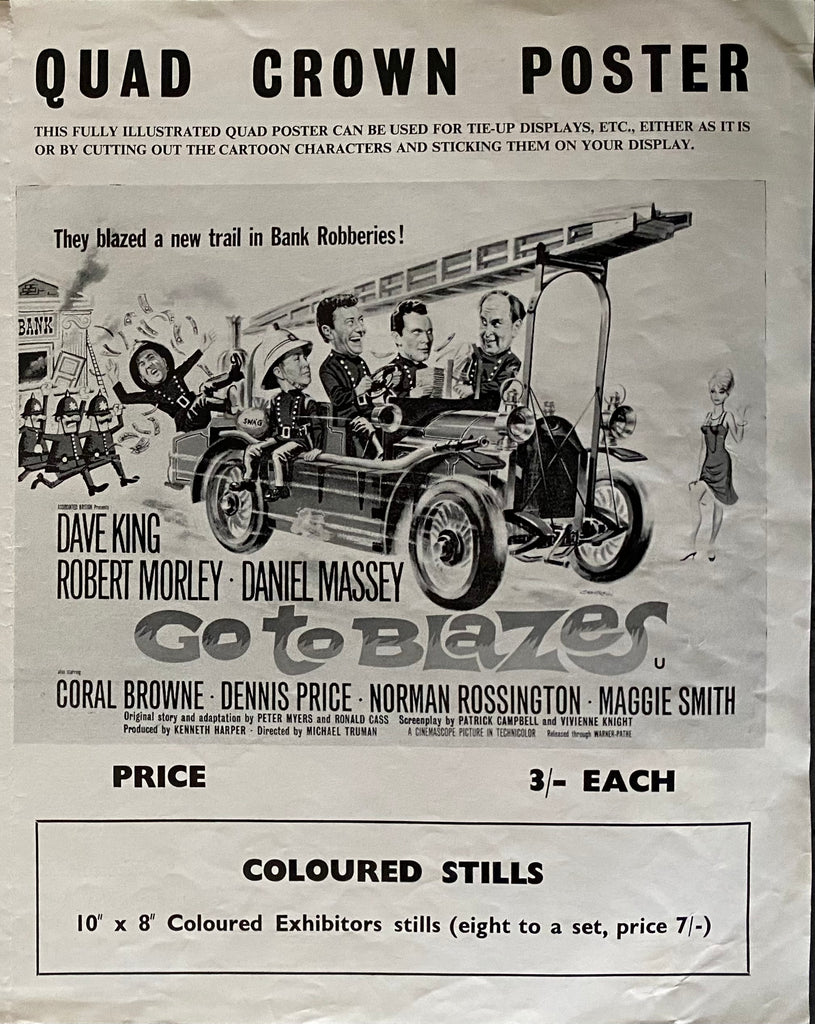 QUAD CROWN POSTER
THIS FULLY ILLUSTRATED QUAD POSTER CAN BE USED FOR TIE-UP DISPLAYS, ETC., EITHER AS IT IS
OR BY CUTTING OUT THE CARTOON CHARACTERS AND STICKING THEM ON YOUR DISPLAY.
They blazed a new trail in Bank Robberies!
BANK
SWAG
ASSOCIATED BRITISH Presents
DAVE KING
ROBERT MORLEY · DANIEL MASSEY
GO to BLAZES
U
also starring
CORAL BROWNE · DENNIS PRICE · NORMAN ROSSINGTON · MAGGIE SMITH
Original story and adaptation by PETER MYERS and RONALD CASS Screenplay by PATRICK CAMPBELL and VIVIENNE KNIGHT
Produced by KENNETH HARPER · Directed by MICHAEL TRUMAN A CINEMASCOPE PICTURE IN TECHNICOLOR Released through WARNER-PATHE
PRICE 3/- EACH
COLOURED STILLS
10" x 8" Coloured Exhibitors stills (eight to a set, price 7/-)